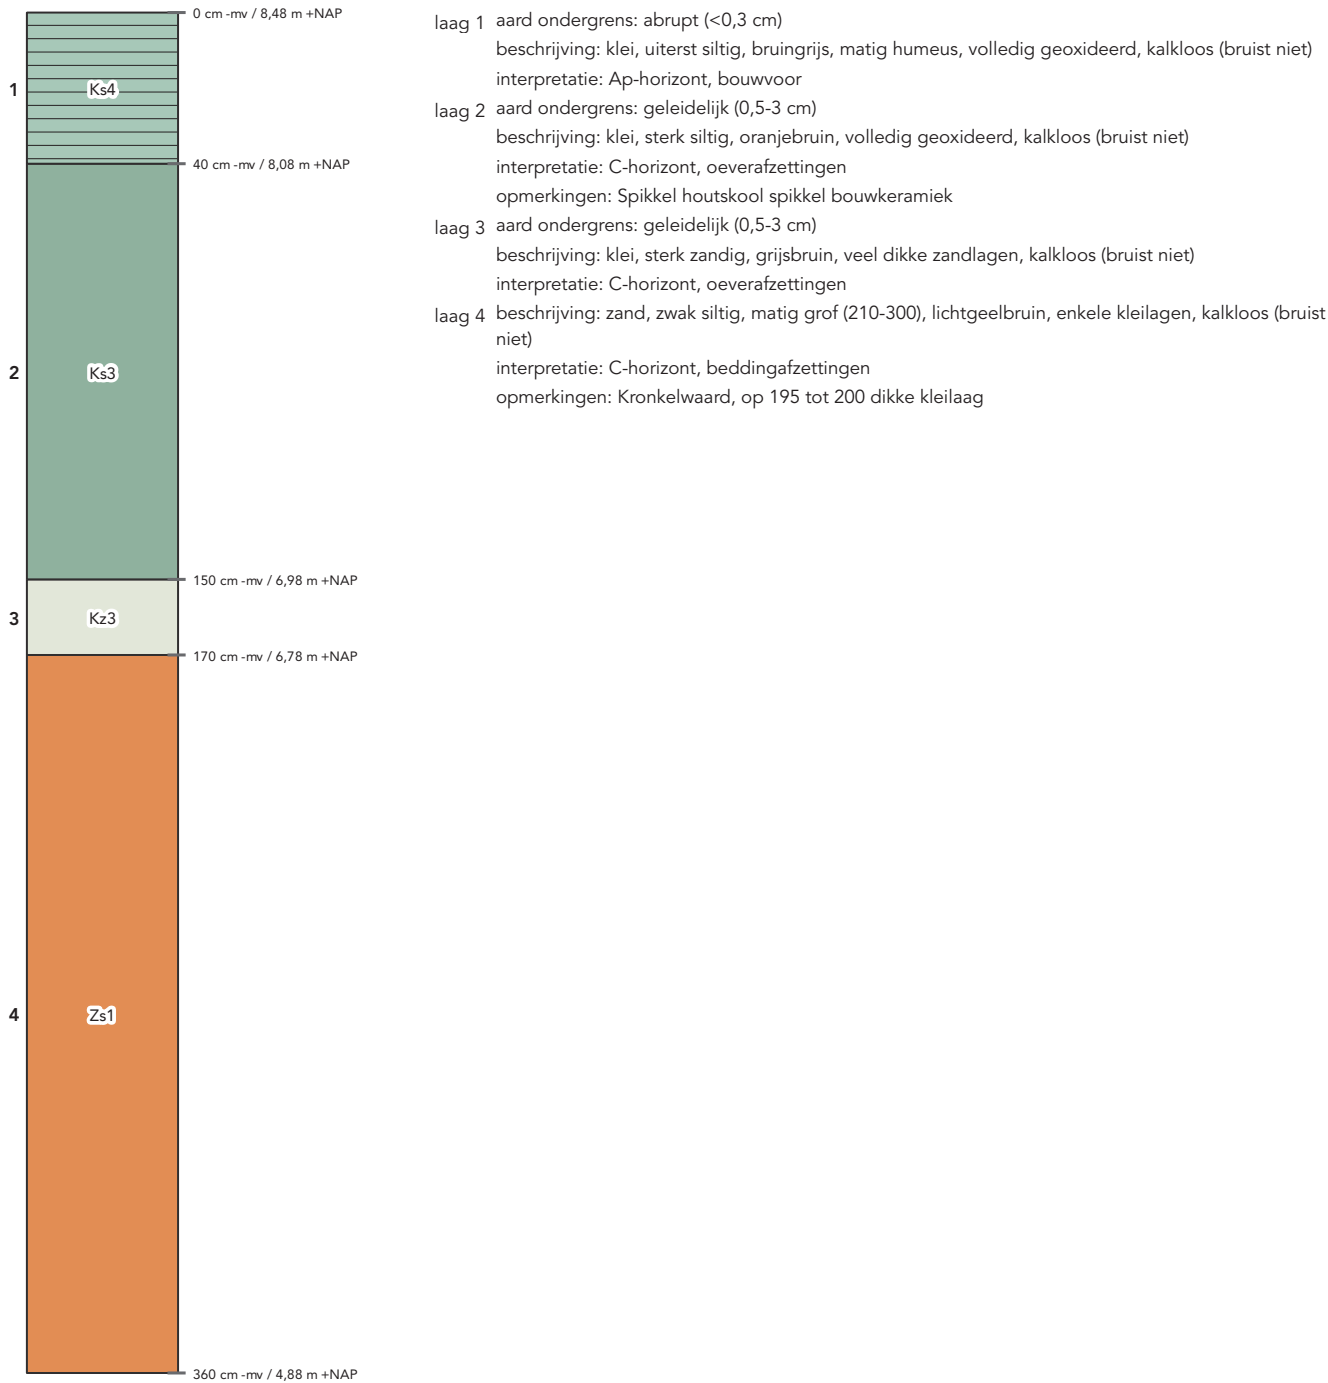 0 cm -mv / 8,48 m +NAP
1
Ks4
40 cm -mv / 8,08 m +NAP
2
Ks3
150 cm -mv / 6,98 m +NAP
3
Kz3
170 cm -mv / 6,78 m +NAP
4
Zs1
360 cm -mv / 4,88 m +NAP
laag 1 aard ondergrens: abrupt (<0,3 cm)
beschrijving: klei, uiterst siltig, bruingrijs, matig humeus, volledig geoxideerd, kalkloos (bruist niet)
interpretatie: Ap-horizont, bouwvoor
laag 2 aard ondergrens: geleidelijk (0,5-3 cm)
beschrijving: klei, sterk siltig, oranjebruin, volledig geoxideerd, kalkloos (bruist niet)
interpretatie: C-horizont, oeverafzettingen
opmerkingen: Spikkel houtskool spikkel bouwkeramiek
laag 3 aard ondergrens: geleidelijk (0,5-3 cm)
beschrijving: klei, sterk zandig, grijsbruin, veel dikke zandlagen, kalkloos (bruist niet)
interpretatie: C-horizont, oeverafzettingen
laag 4 beschrijving: zand, zwak siltig, matig grof (210-300), lichtgeelbruin, enkele kleilagen, kalkloos (bruist
niet)
interpretatie: C-horizont, beddingafzettingen
opmerkingen: Kronkelwaard, op 195 tot 200 dikke kleilaag